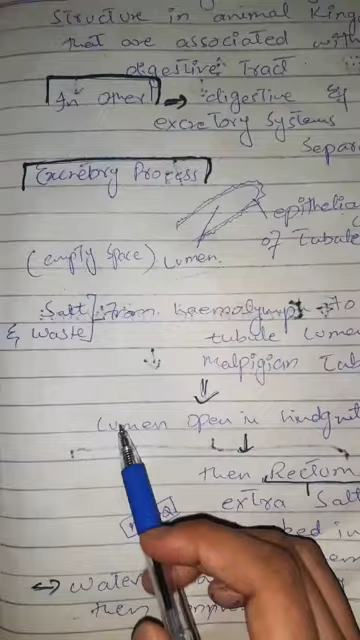 Structure in animal King
that are associated with
digestive Tract
In Other → digestive &
excretory Systems
Separ
Excretory Process
epithelia
of Tubule
(empty Space) Lumen.
Salt From haemolymph To
& Waste tubule lumen
Malpigian Tub
Lumen open in hindgut
then Rectum
extra Salt
in
Water
then